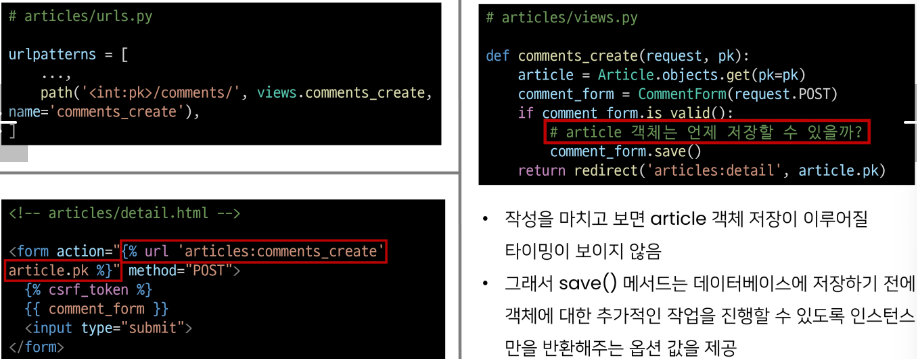 # articles/urls.py
urlpatterns = [
    ...,
    path('<int:pk>/comments/', views.comments_create,
name='comments_create'),
]
<!-- articles/detail.html -->
<form action="{% url 'articles:comments_create'
article.pk %}" method="POST">
  {% csrf_token %}
  {{ comment_form }}
  <input type="submit">
</form>
# articles/views.py
def comments_create(request, pk):
    article = Article.objects.get(pk=pk)
    comment_form = CommentForm(request.POST)
    if comment_form.is_valid():
        # article 객체는 언제 저장할 수 있을까?
        comment_form.save()
    return redirect('articles:detail', article.pk)
• 작성을 마치고 보면 article 객체 저장이 이루어질
타이밍이 보이지 않음
• 그래서 save() 메서드는 데이터베이스에 저장하기 전에
객체에 대한 추가적인 작업을 진행할 수 있도록 인스턴스
만을 반환해주는 옵션 값을 제공